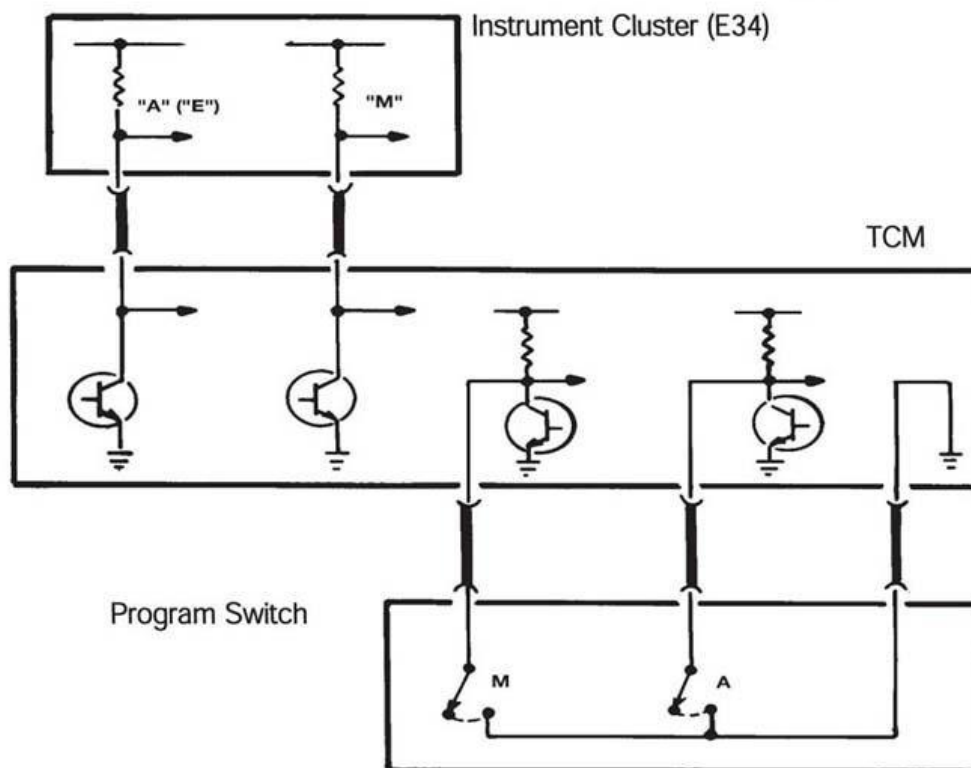 Instrument Cluster (E34)
"A" ("E")
"M"
TCM
Program Switch
M
A